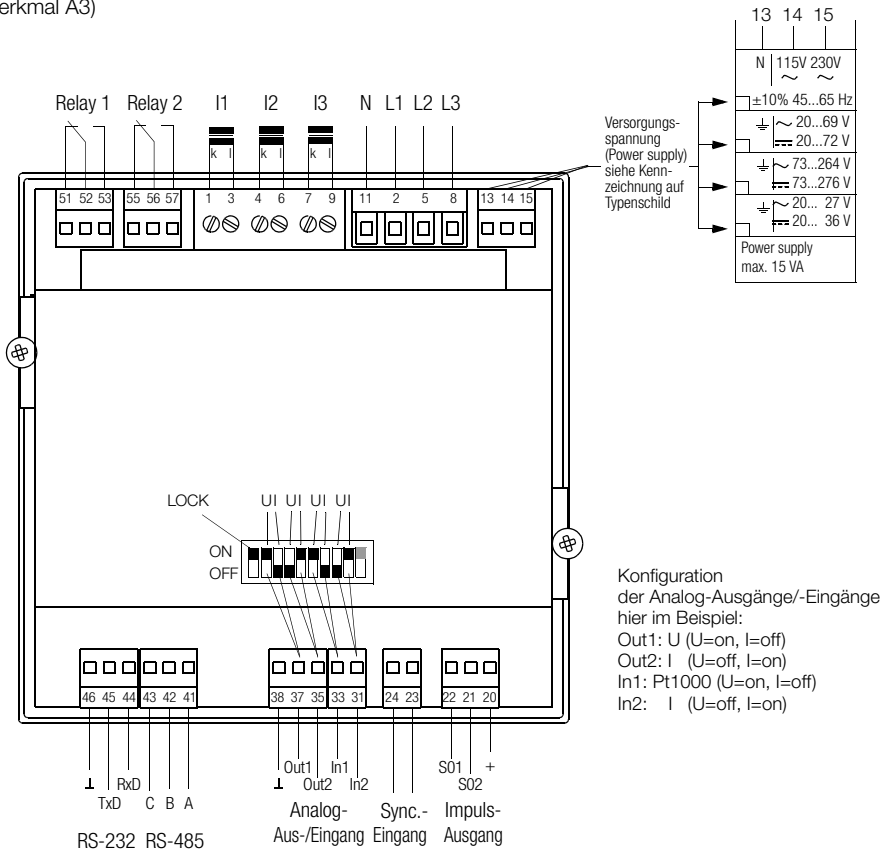 erkmal A3)
13 14 15
N 115V 230V
∼ ∼
±10% 45...65 Hz
∼ 20...69 V
20...72 V
∼ 73...264 V
73...276 V
∼ 20... 27 V
20... 36 V
Power supply
max. 15 VA
Versorgungs-
spannung
(Power supply)
siehe Kenn-
zeichnung auf
Typenschild
Relay 1 Relay 2 I1 I2 I3 N L1 L2 L3
k l k l k l
51 52 53 55 56 57 1 3 4 6 7 9 11 2 5 8 13 14 15
LOCK UI UI UI UI
ON
OFF
Konfiguration
der Analog-Ausgänge/-Eingänge
hier im Beispiel:
Out1: U (U=on, I=off)
Out2: I (U=off, I=on)
In1: Pt1000 (U=on, I=off)
In2: I (U=off, I=on)
46 45 44 43 42 41 38 37 35 33 31 24 23 22 21 20
Out1 In1 S01 +
RxD Out2 In2 S02
TxD C B A
Analog- Sync.- Impuls-
Aus-/Eingang Eingang Ausgang
RS-232 RS-485